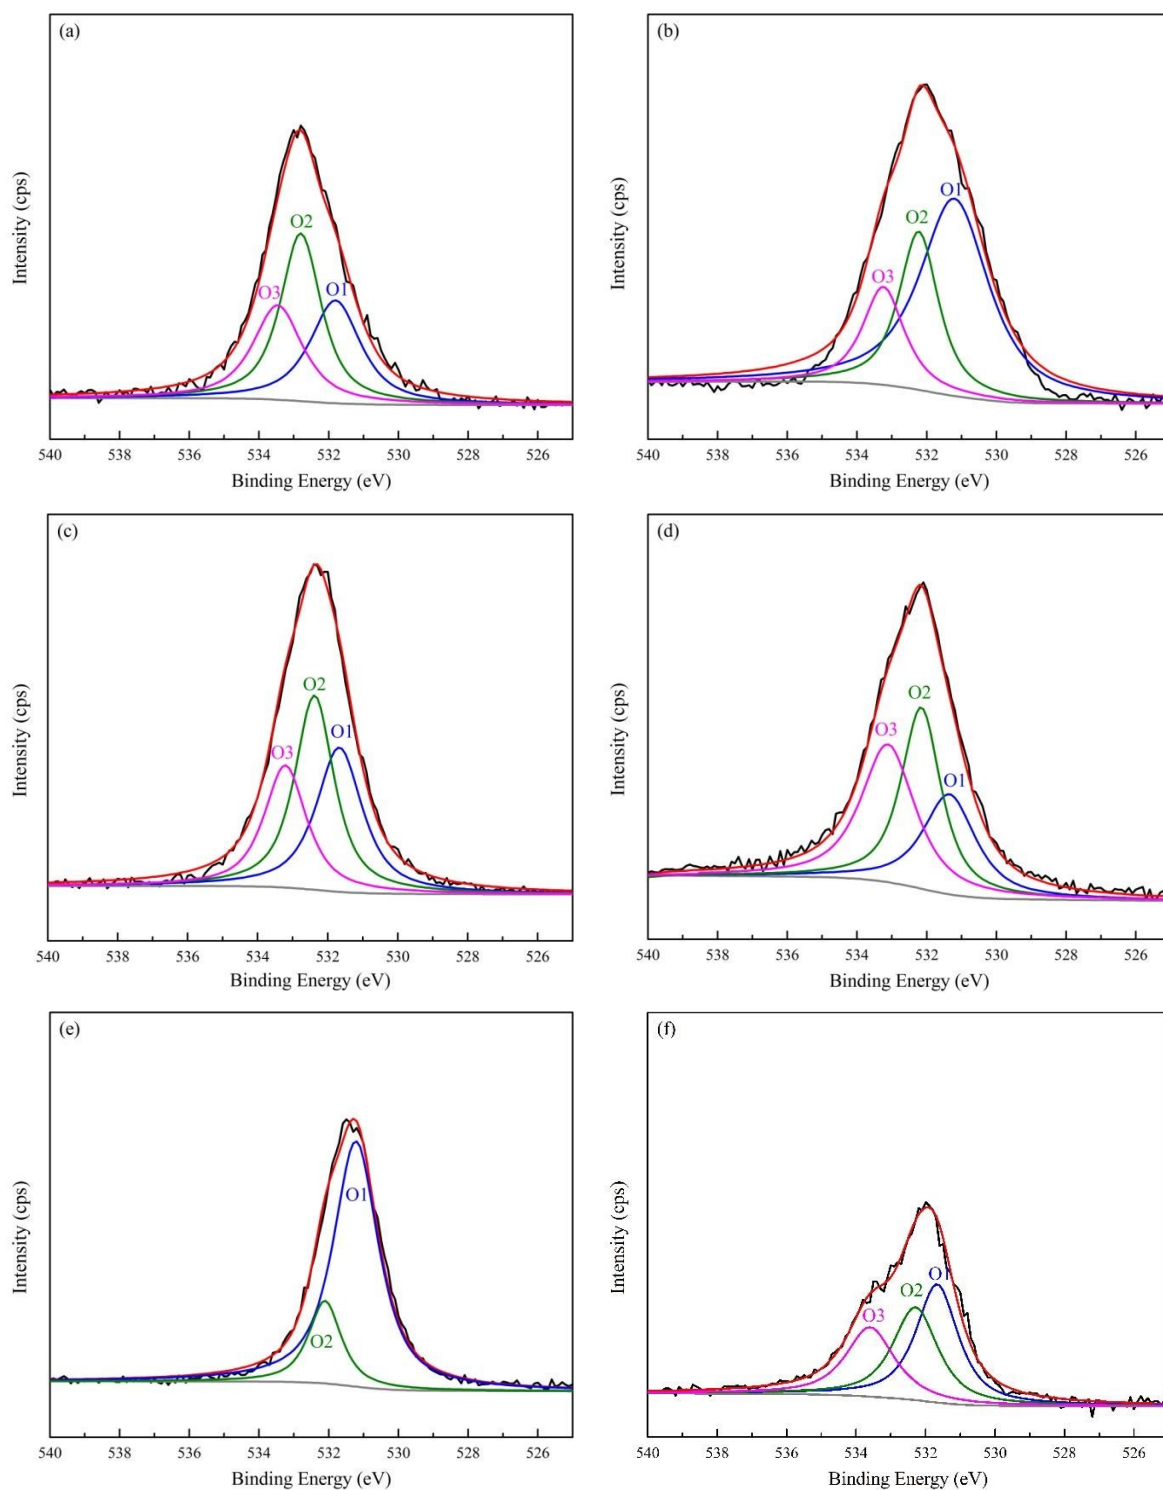 (a)
O2
O3
O1
Intensity (cps)
540 538 536 534 532 530 528 526
Binding Energy (eV)
(b)
O1
O2
O3
Intensity (cps)
540 538 536 534 532 530 528 526
Binding Energy (eV)
(c)
O2
O1
O3
Intensity (cps)
540 538 536 534 532 530 528 526
Binding Energy (eV)
(d)
O2
O3
O1
Intensity (cps)
540 538 536 534 532 530 528 526
Binding Energy (eV)
(e)
O1
O2
Intensity (cps)
540 538 536 534 532 530 528 526
Binding Energy (eV)
(f)
O1
O2
O3
Intensity (cps)
540 538 536 534 532 530 528 526
Binding Energy (eV)